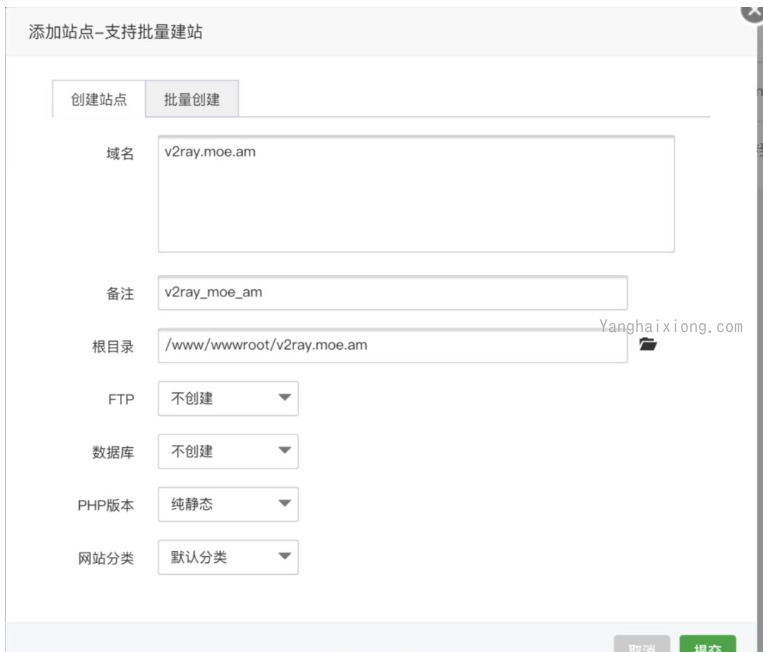 添加站点-支持批量建站
创建站点 批量创建
域名 v2ray.moe.am
备注 v2ray_moe_am
Yanghaixiong.com
根目录 /www/wwwroot/v2ray.moe.am
FTP 不创建
数据库 不创建
PHP版本 纯静态
网站分类 默认分类
取消 提交